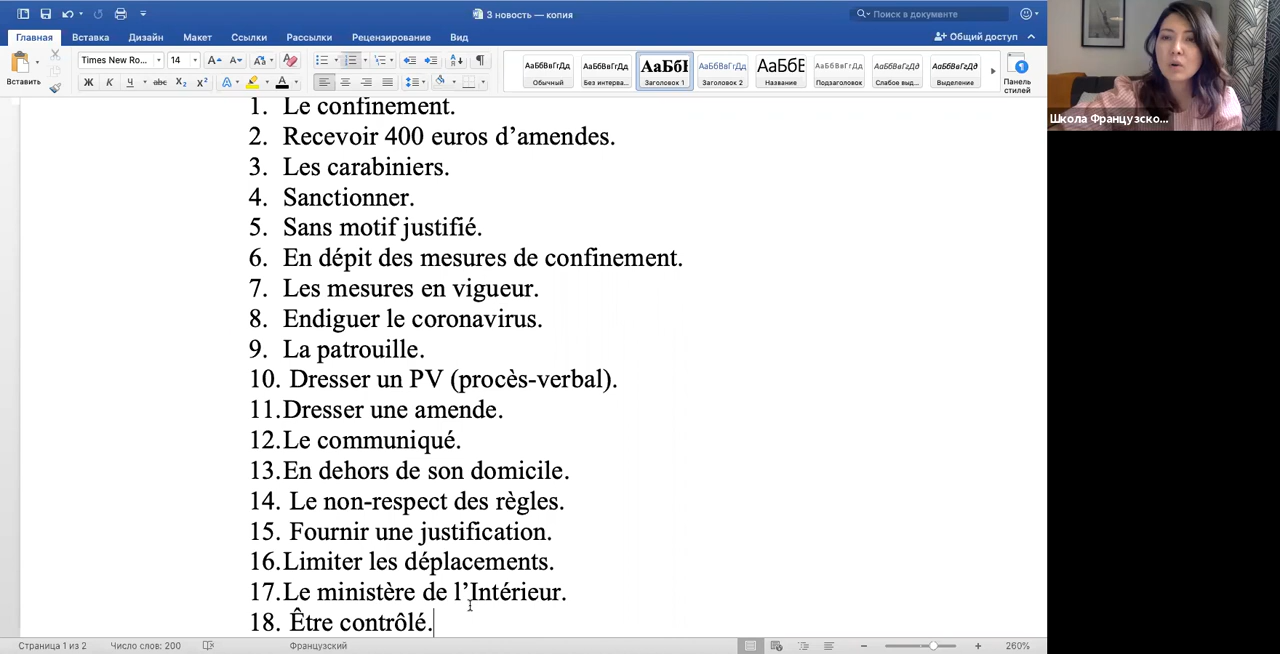 3 новость — копия
Поиск в документе
Главная Вставка Дизайн Макет Ссылки Рассылки Рецензирование Вид
Общий доступ
Вставить
Times New Ro... 14
Ж К Ч abc X₂ X² A A
АаБбВвГгДд АаБбВвГгДд АаБбІ АаБбВвГгДд АаБбЕ АаБбВвГгДд АаБбВвГгДд АаБбВвГгДд
Обычный Без интерва... Заголовок 1 Заголовок 2 Название Подзаголовок Слабое выд... Выделение
Панель
стилей
Школа Французско...
1. Le confinement.
2. Recevoir 400 euros d’amendes.
3. Les carabiniers.
4. Sanctionner.
5. Sans motif justifié.
6. En dépit des mesures de confinement.
7. Les mesures en vigueur.
8. Endiguer le coronavirus.
9. La patrouille.
10. Dresser un PV (procès-verbal).
11. Dresser une amende.
12. Le communiqué.
13. En dehors de son domicile.
14. Le non-respect des règles.
15. Fournir une justification.
16. Limiter les déplacements.
17. Le ministère de l’Intérieur.
18. Être contrôlé.
Страница 1 из 2 Число слов: 200 Французский 260%